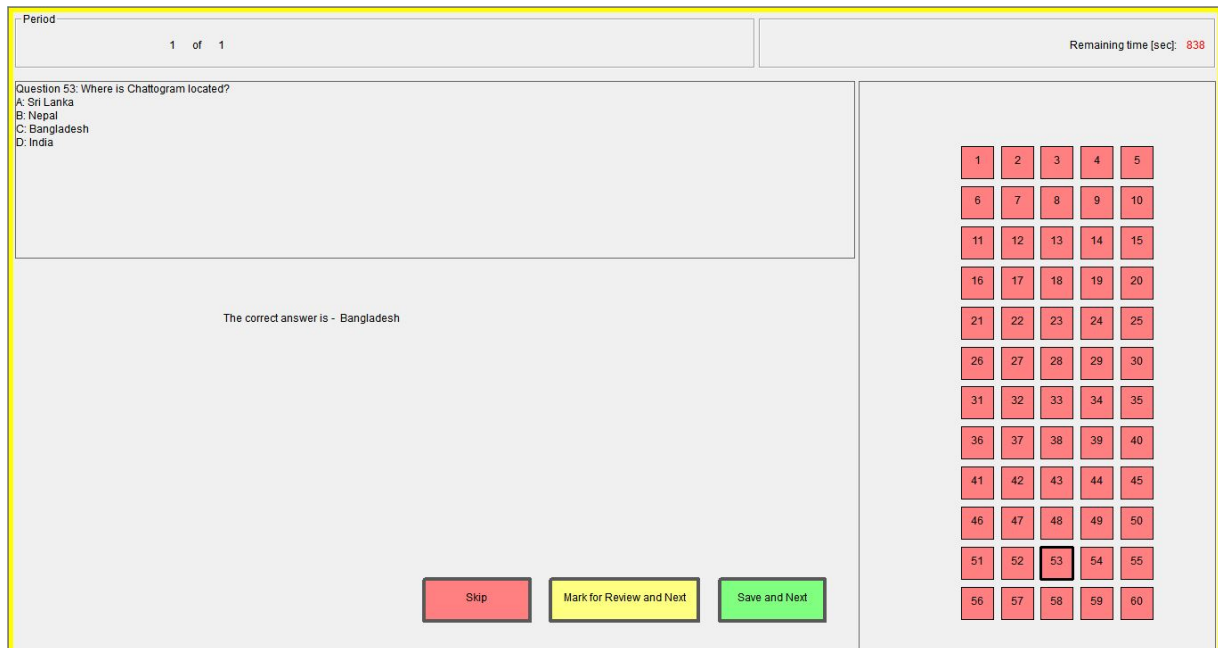 Period
1 of 1
Remaining time [sec]: 838
Question 53: Where is Chattogram located?
A: Sri Lanka
B: Nepal
C: Bangladesh
D: India
The correct answer is - Bangladesh
Skip
Mark for Review and Next
Save and Next
1 2 3 4 5
6 7 8 9 10
11 12 13 14 15
16 17 18 19 20
21 22 23 24 25
26 27 28 29 30
31 32 33 34 35
36 37 38 39 40
41 42 43 44 45
46 47 48 49 50
51 52 53 54 55
56 57 58 59 60